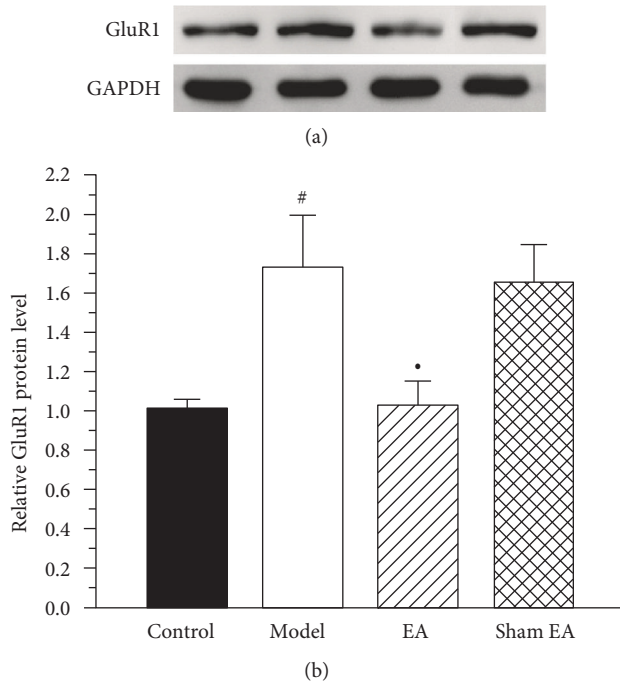 GluR1
GAPDH
(a)
2.2
2.0
1.8
1.6
1.4
1.2
1.0
0.8
0.6
0.4
0.2
0.0
Relative GluR1 protein level
#
•
Control Model EA Sham EA
(b)